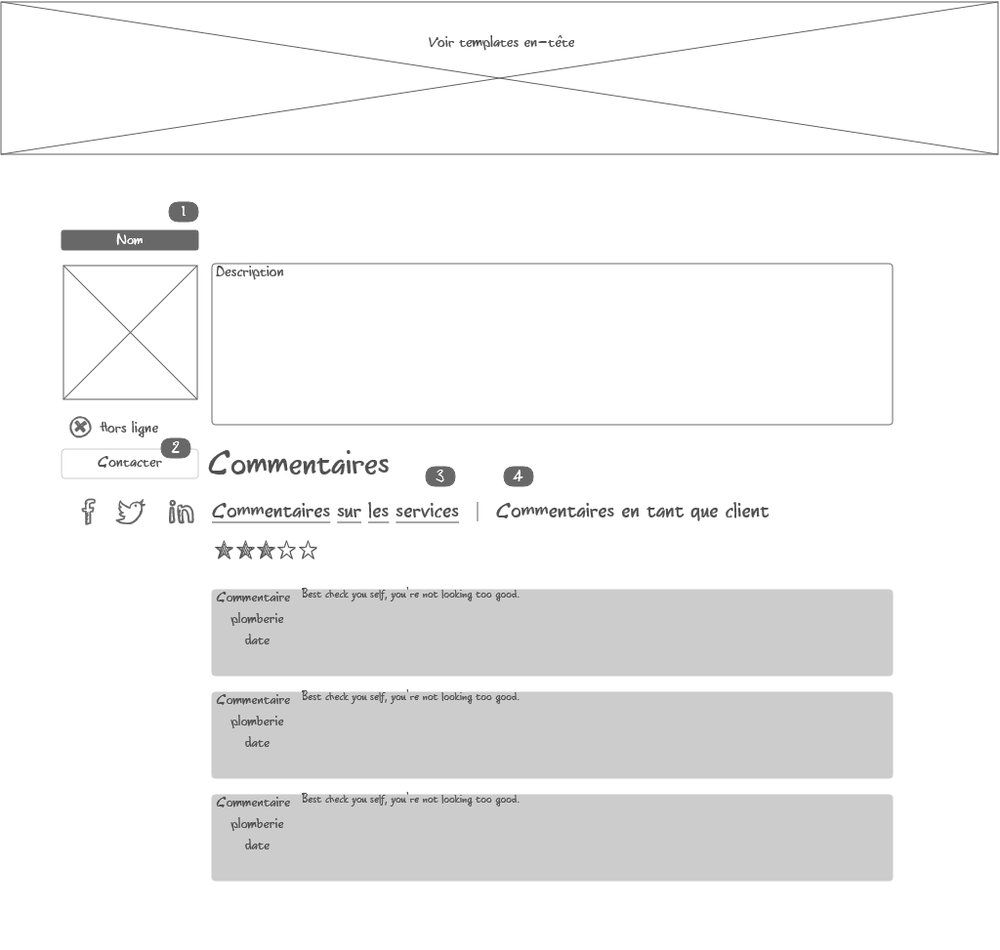 Voir templates en-tête
1
Nom
Description
Hors ligne
2
Contacter
Commentaires
3 4
Commentaires sur les services | Commentaires en tant que client
Commentaire Best check you self, you're not looking too good.
plomberie
date
Commentaire Best check you self, you're not looking too good.
plomberie
date
Commentaire Best check you self, you're not looking too good.
plomberie
date